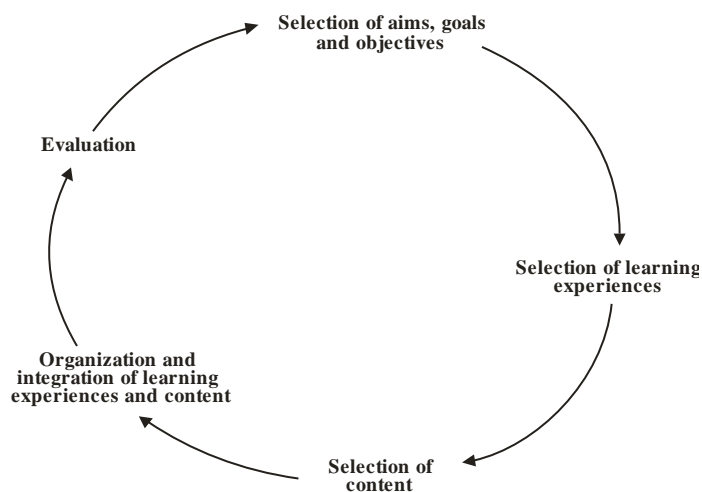 Selection of aims, goals
and objectives
Evaluation
Selection of learning
experiences
Organization and
integration of learning
experiences and content
Selection of
content